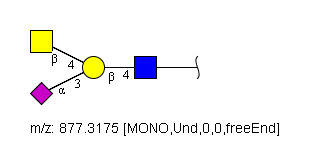 β 4
α 3
β 4
m/z: 877.3175 [MONO,Und,0,0,freeEnd]